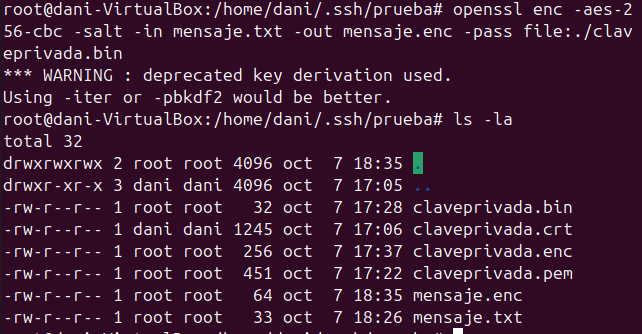 root@dani-VirtualBox:/home/dani/.ssh/prueba# openssl enc -aes-2
56-cbc -salt -in mensaje.txt -out mensaje.enc -pass file:./clav
eprivada.bin
*** WARNING : deprecated key derivation used.
Using -iter or -pbkdf2 would be better.
root@dani-VirtualBox:/home/dani/.ssh/prueba# ls -la
total 32
drwxrwxrwx 2 root root 4096 oct  7 18:35 .
drwxr-xr-x 3 dani dani 4096 oct  7 17:05 ..
-rw-r--r-- 1 root root   32 oct  7 17:28 claveprivada.bin
-rw-r--r-- 1 dani dani 1245 oct  7 17:06 claveprivada.crt
-rw-r--r-- 1 root root  256 oct  7 17:37 claveprivada.enc
-rw-r--r-- 1 root root  451 oct  7 17:22 claveprivada.pem
-rw-r--r-- 1 root root   64 oct  7 18:35 mensaje.enc
-rw-r--r-- 1 root root   33 oct  7 18:26 mensaje.txt
root@dani-VirtualBox:/home/dani/.ssh/prueba#